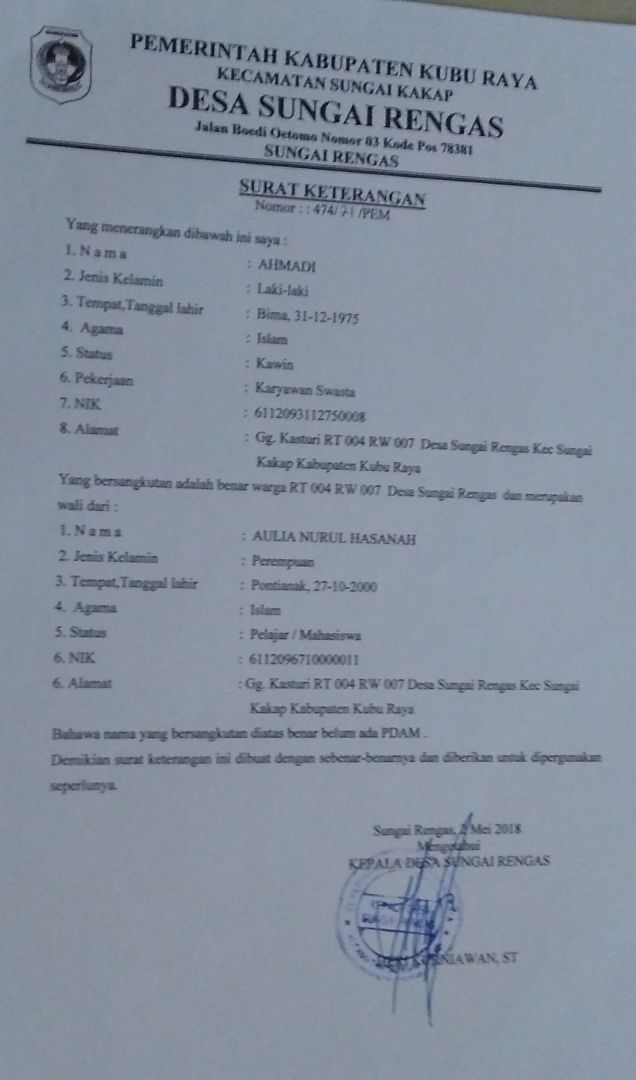 PEMERINTAH KABUPATEN KUBU RAYA
KECAMATAN SUNGAI KAKAP
DESA SUNGAI RENGAS
Jalan Boedi Oetomo Nomor 03 Kode Pos 78381
SUNGAI RENGAS
SURAT KETERANGAN
Nomor : : 474/21/PEM
Yang menerangkan dibawah ini saya :
1. N a m a : AHMADI
2. Jenis Kelamin : Laki-laki
3. Tempat,Tanggal lahir : Bima, 31-12-1975
4. Agama : Islam
5. Status : Kawin
6. Pekerjaan : Karyawan Swasta
7. NIK : 6112093112750008
8. Alamat : Gg. Kasturi RT 004 RW 007 Desa Sungai Rengas Kec Sungai
Kakap Kabupaten Kubu Raya
Yang bersangkutan adalah benar warga RT 004 RW 007 Desa Sungai Rengas dan merupakan
wali dari :
1. N a m a : AULIA NURUL HASANAH
2. Jenis Kelamin : Perempuan
3. Tempat,Tanggal lahir : Pontianak, 27-10-2000
4. Agama : Islam
5. Status : Pelajar / Mahasiswa
6. NIK : 6112096710000011
6. Alamat : Gg. Kasturi RT 004 RW 007 Desa Sungai Rengas Kec Sungai
Kakap Kabupaten Kubu Raya
Bahawa nama yang bersangkutan diatas benar belum ada PDAM .
Demikian surat keterangan ini dibuat dengan sebenar-benarnya dan diberikan untuk dipergunakan
seperlunya.
Sungai Rengas, 2 Mei 2018
Mengetahui
KEPALA DESA SUNGAI RENGAS
ST